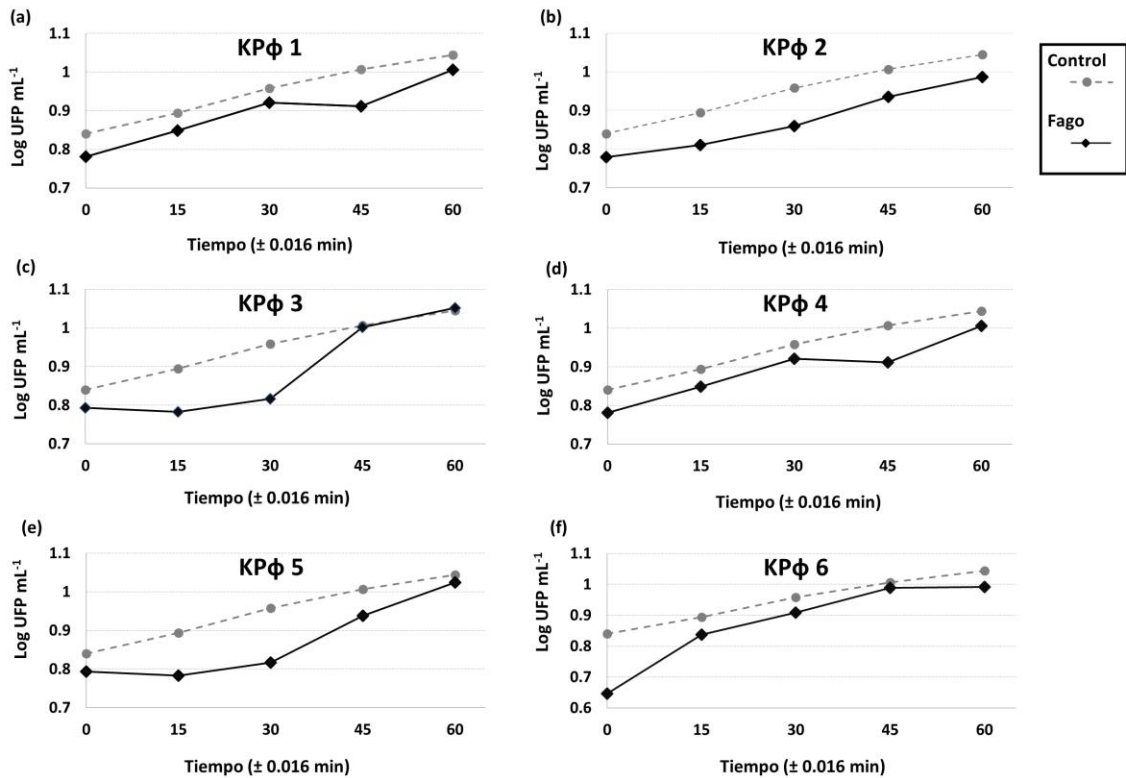 (a)
KPϕ 1
Log UFP mL⁻¹
1.1
1
0.9
0.8
0.7
0 15 30 45 60
Tiempo (± 0.016 min)
(b)
KPϕ 2
Log UFP mL⁻¹
1.1
1
0.9
0.8
0.7
0 15 30 45 60
Tiempo (± 0.016 min)
Control
Fago
(c)
KPϕ 3
Log UFP mL⁻¹
1.1
1
0.9
0.8
0.7
0 15 30 45 60
Tiempo (± 0.016 min)
(d)
KPϕ 4
Log UFP mL⁻¹
1.1
1
0.9
0.8
0.7
0 15 30 45 60
Tiempo (± 0.016 min)
(e)
KPϕ 5
Log UFP mL⁻¹
1.1
1
0.9
0.8
0.7
0 15 30 45 60
Tiempo (± 0.016 min)
(f)
KPϕ 6
Log UFP mL⁻¹
1.1
1
0.9
0.8
0.7
0.6
0 15 30 45 60
Tiempo (± 0.016 min)